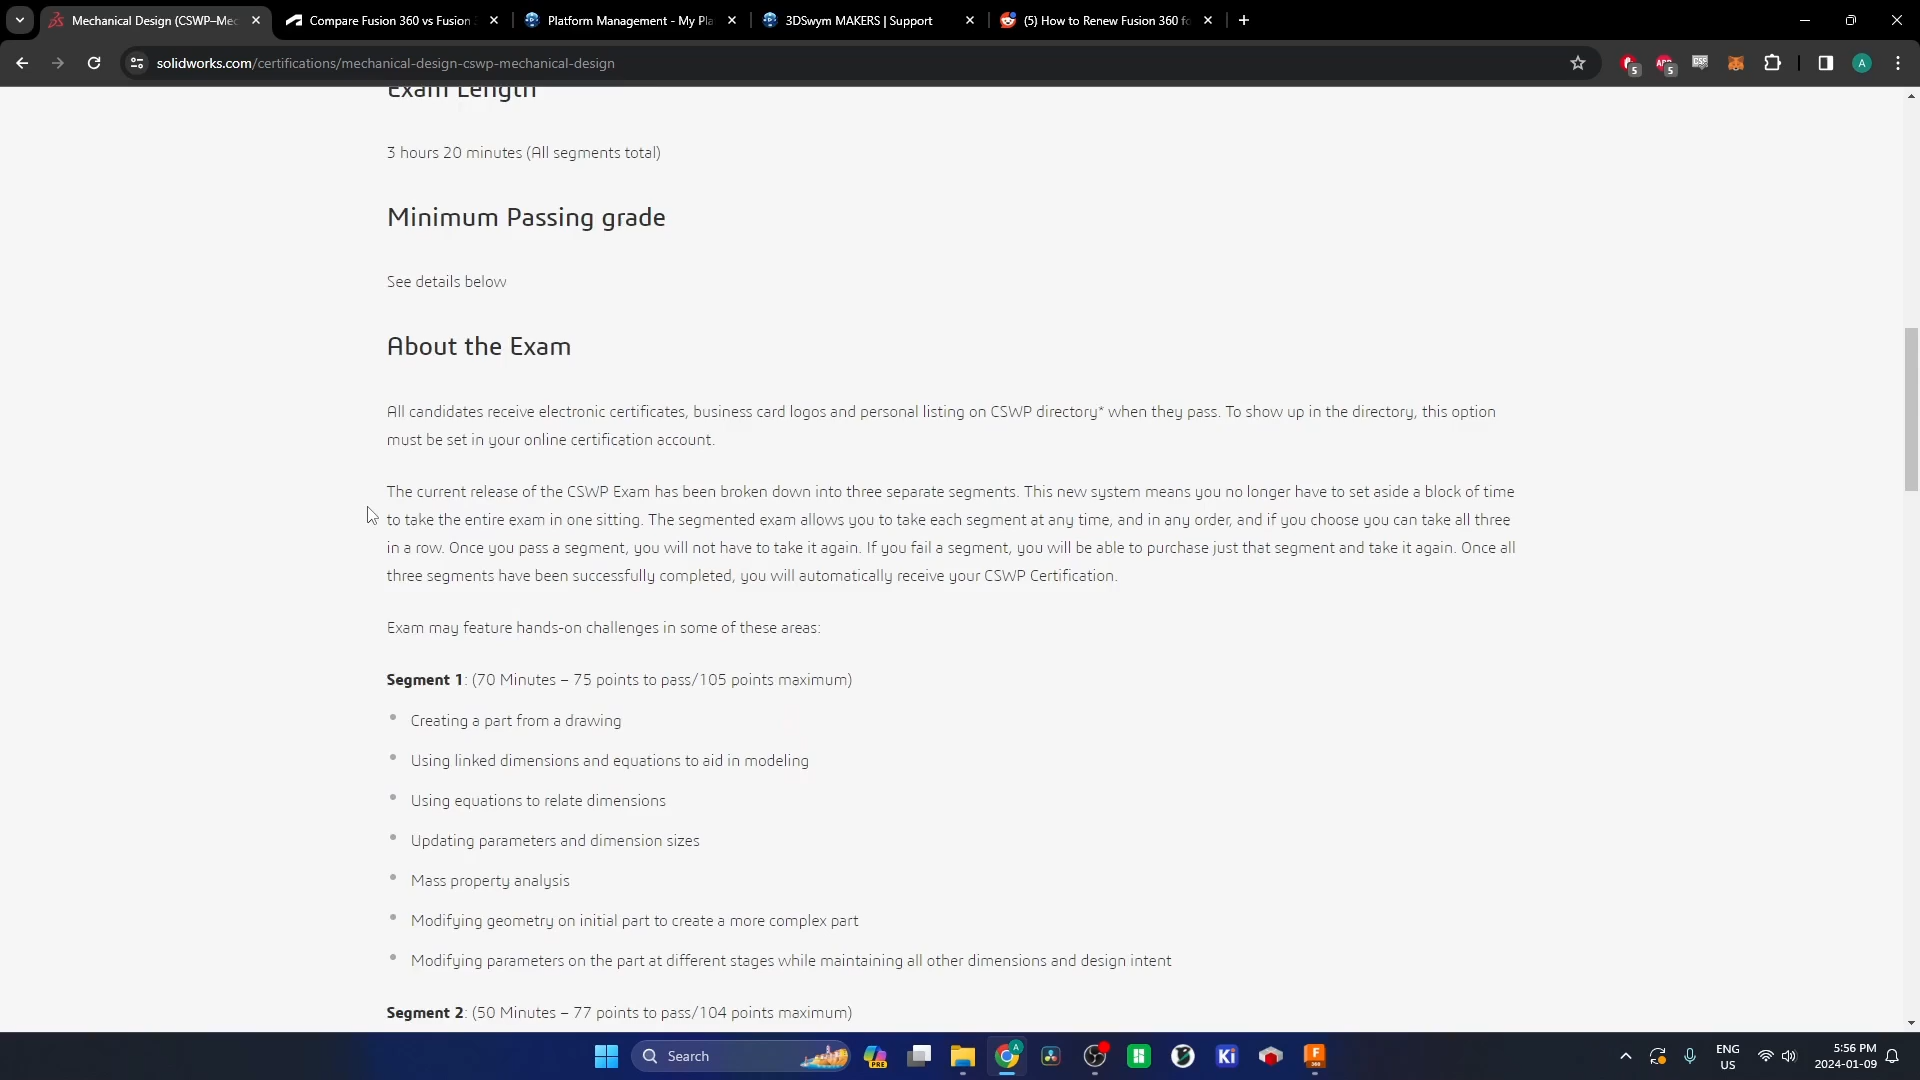 Mechanical Design (CSWP–Mec
Compare Fusion 360 vs Fusion 3
Platform Management - My Pla
3DSwym MAKERS | Support
(5) How to Renew Fusion 360 fo
solidworks.com/certifications/mechanical-design-cswp-mechanical-design
5
5
A
Exam Length
3 hours 20 minutes (All segments total)
Minimum Passing grade
See details below
About the Exam
All candidates receive electronic certificates, business card logos and personal listing on CSWP directory* when they pass. To show up in the directory, this option
must be set in your online certification account.
The current release of the CSWP Exam has been broken down into three separate segments. This new system means you no longer have to set aside a block of time
to take the entire exam in one sitting. The segmented exam allows you to take each segment at any time, and in any order, and if you choose you can take all three
in a row. Once you pass a segment, you will not have to take it again. If you fail a segment, you will be able to purchase just that segment and take it again. Once all
three segments have been successfully completed, you will automatically receive your CSWP Certification.
Exam may feature hands-on challenges in some of these areas:
Segment 1: (70 Minutes – 75 points to pass/105 points maximum)
Creating a part from a drawing
Using linked dimensions and equations to aid in modeling
Using equations to relate dimensions
Updating parameters and dimension sizes
Mass property analysis
Modifying geometry on initial part to create a more complex part
Modifying parameters on the part at different stages while maintaining all other dimensions and design intent
Segment 2: (50 Minutes – 77 points to pass/104 points maximum)
Search
PRE
A
Ki
F
ENG
US
5:56 PM
2024-01-09